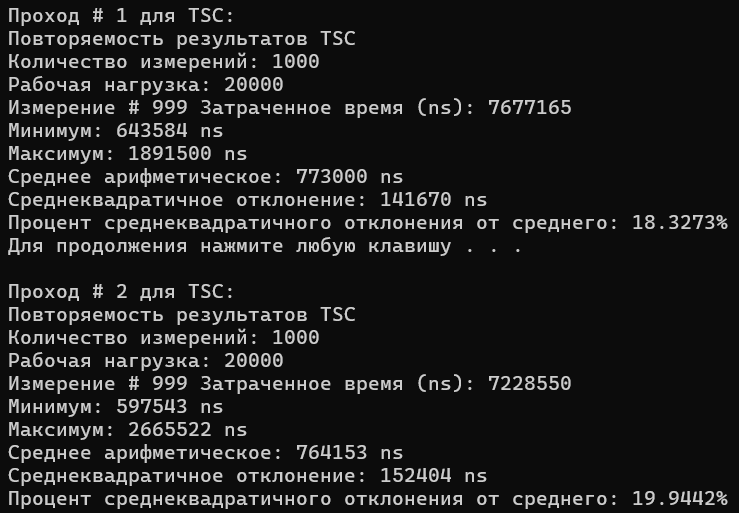 Проход # 1 для TSC:
Повторяемость результатов TSC
Количество измерений: 1000
Рабочая нагрузка: 20000
Измерение # 999 Затраченное время (ns): 7677165
Минимум: 643584 ns
Максимум: 1891500 ns
Среднее арифметическое: 773000 ns
Среднеквадратичное отклонение: 141670 ns
Процент среднеквадратичного отклонения от среднего: 18.3273%
Для продолжения нажмите любую клавишу . . .
Проход # 2 для TSC:
Повторяемость результатов TSC
Количество измерений: 1000
Рабочая нагрузка: 20000
Измерение # 999 Затраченное время (ns): 7228550
Минимум: 597543 ns
Максимум: 2665522 ns
Среднее арифметическое: 764153 ns
Среднеквадратичное отклонение: 152404 ns
Процент среднеквадратичного отклонения от среднего: 19.9442%